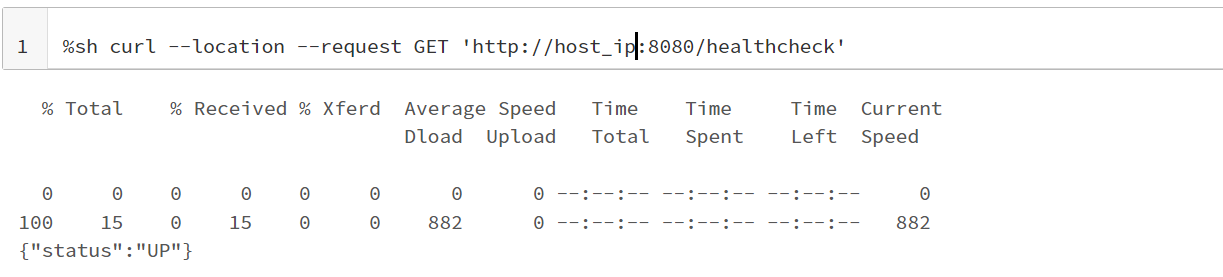 1 %sh curl --location --request GET 'http://host_ip:8080/healthcheck'
% Total % Received % Xferd Average Speed Time Time Time Current
Dload Upload Total Spent Left Speed
0 0 0 0 0 0 0 0 --:--:-- --:--:-- --:--:-- 0
100 15 0 15 0 0 882 0 --:--:-- --:--:-- --:--:-- 882
{"status":"UP"}